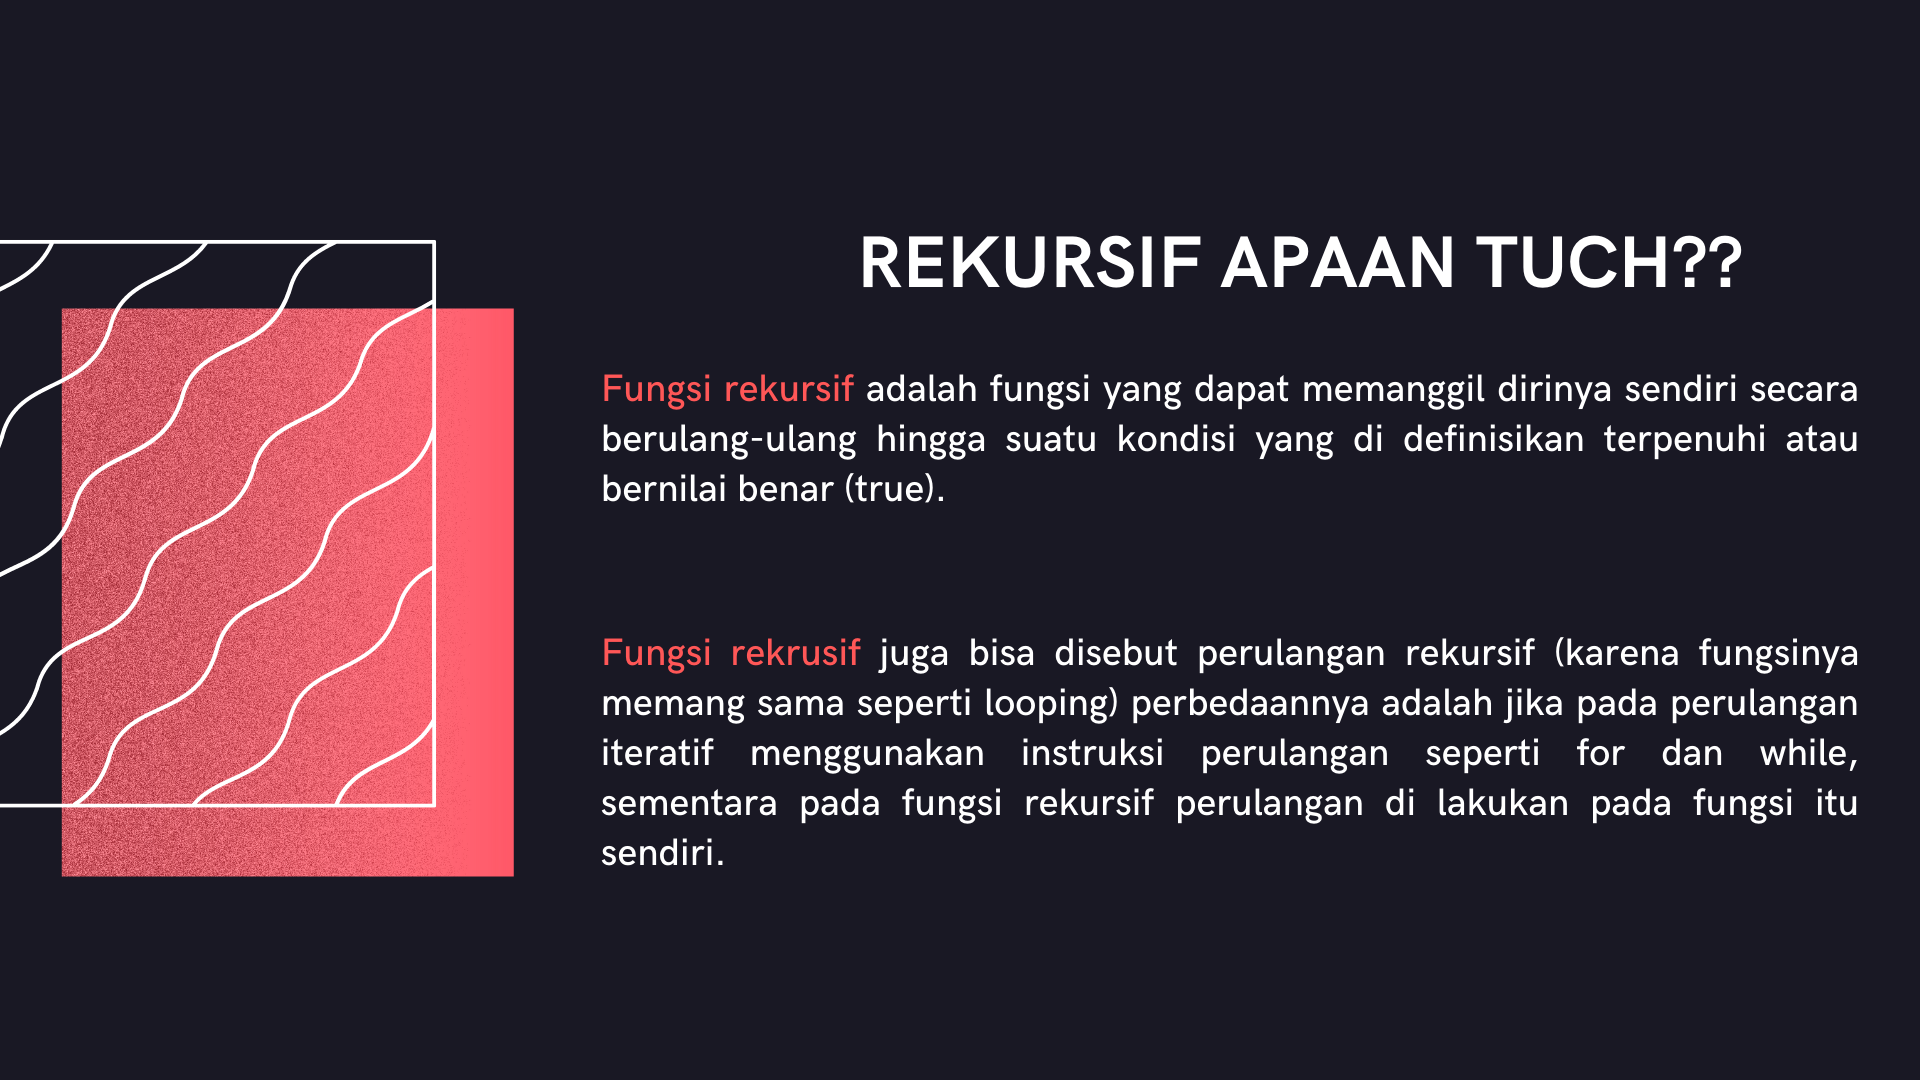 REKURSIF APAAN TUCH??
Fungsi rekursif adalah fungsi yang dapat memanggil dirinya sendiri secara
berulang-ulang hingga suatu kondisi yang di definisikan terpenuhi atau
bernilai benar (true).
Fungsi rekrusif juga bisa disebut perulangan rekursif (karena fungsinya
memang sama seperti looping) perbedaannya adalah jika pada perulangan
iteratif menggunakan instruksi perulangan seperti for dan while,
sementara pada fungsi rekursif perulangan di lakukan pada fungsi itu
sendiri.